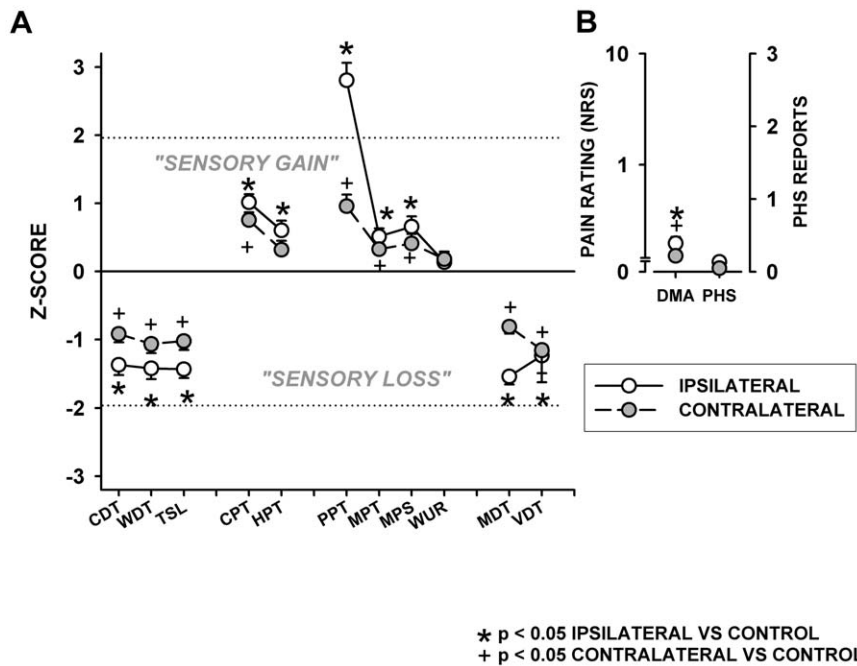 A
B
3
2
1
0
-1
-2
-3
Z-SCORE
"SENSORY GAIN"
"SENSORY LOSS"
*
*
*
*
*
+
+
+
+
+
+
+
+
+
+
*
*
*
*
*
CDT
WDT
TSL
CPT
HPT
PPT
MPT
MPS
WUR
MDT
VDT
10
1
0
PAIN RATING (NRS)
*
+
DMA
PHS
3
2
1
0
PHS REPORTS
IPSILATERAL
CONTRALATERAL
* p < 0.05 IPSILATERAL VS CONTROL
+ p < 0.05 CONTRALATERAL VS CONTROL